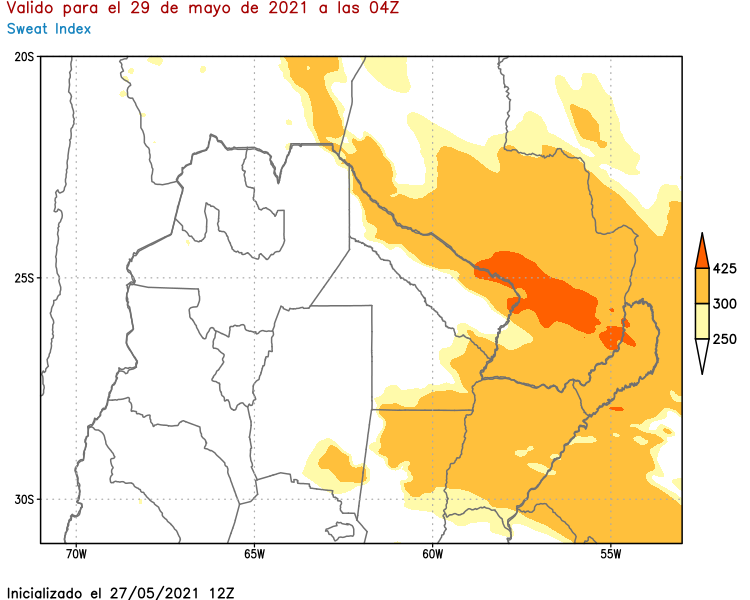 Valido para el 29 de mayo de 2021 a las 04Z
Sweat Index
20S
25S
30S
70W
65W
60W
55W
425
300
250
Inicializado el 27/05/2021 12Z